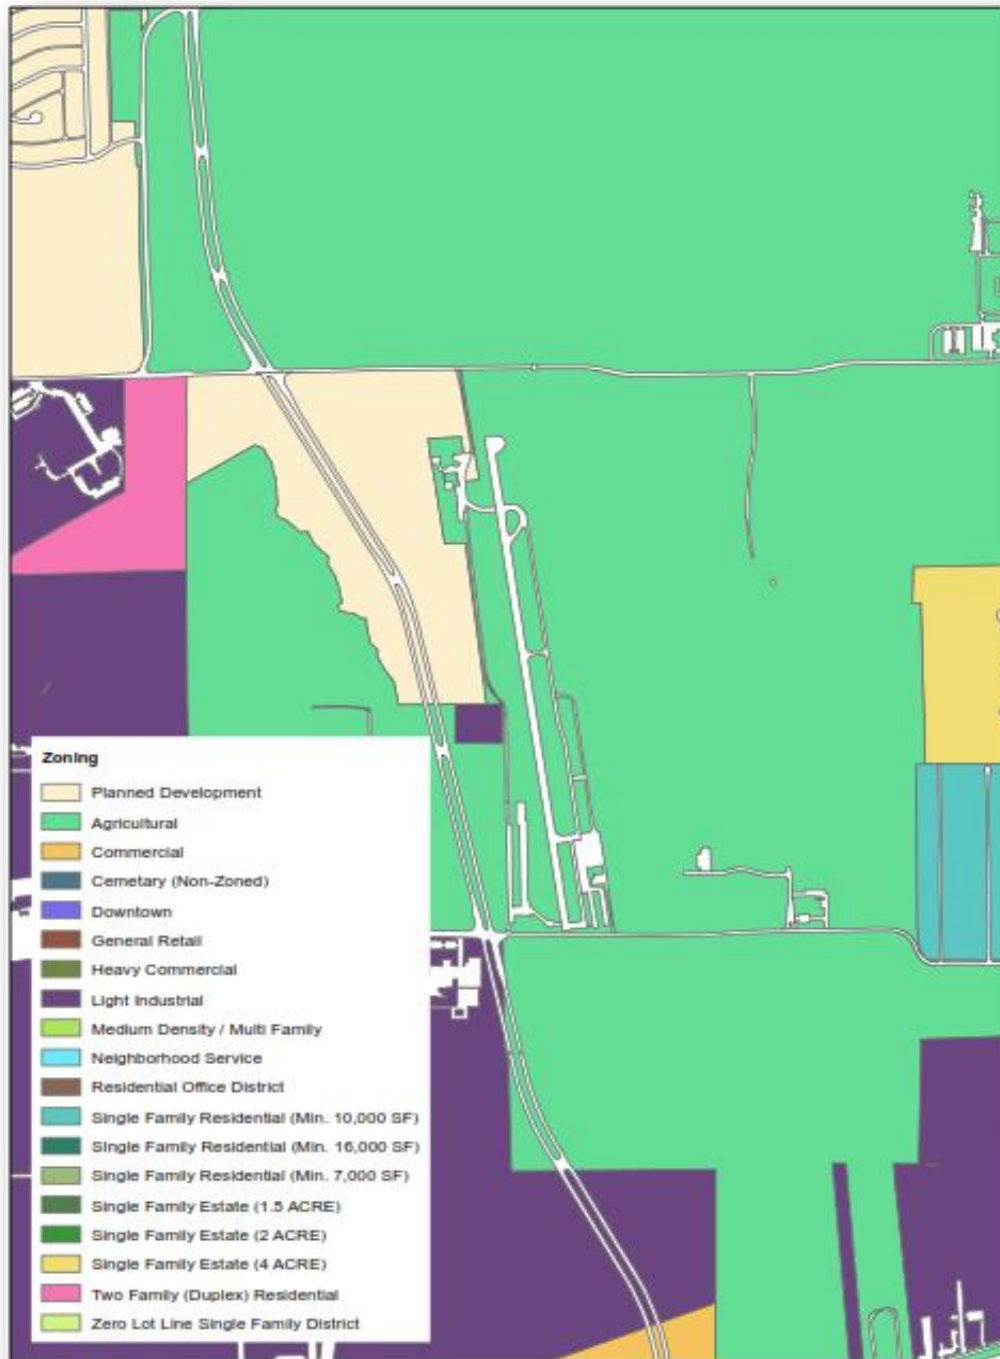 Zoning
Planned Development
Agricultural
Commercial
Cemetary (Non-Zoned)
Downtown
General Retail
Heavy Commercial
Light Industrial
Medium Density / Multi Family
Neighborhood Service
Residential Office District
Single Family Residential (Min. 10,000 SF)
Single Family Residential (Min. 16,000 SF)
Single Family Residential (Min. 7,000 SF)
Single Family Estate (1.5 ACRE)
Single Family Estate (2 ACRE)
Single Family Estate (4 ACRE)
Two Family (Duplex) Residential
Zero Lot Line Single Family District